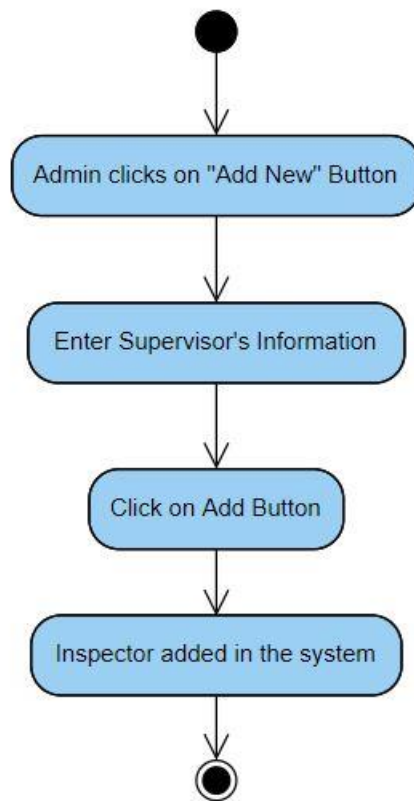 Admin clicks on "Add New" Button
Enter Supervisor's Information
Click on Add Button
Inspector added in the system